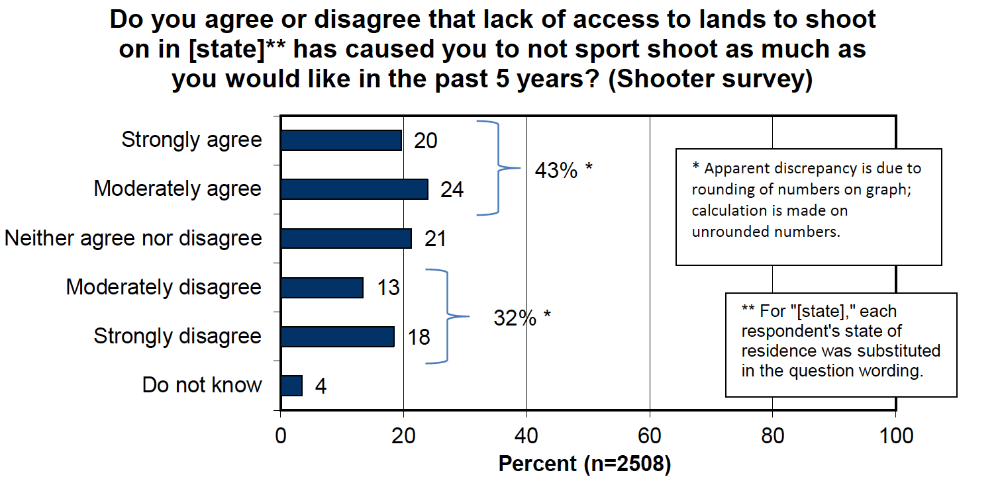 Do you agree or disagree that lack of access to lands to shoot
on in [state]** has caused you to not sport shoot as much as
you would like in the past 5 years? (Shooter survey)
Strongly agree
20
Moderately agree
24
43% *
Neither agree nor disagree
21
Moderately disagree
13
Strongly disagree
18
32% *
Do not know
4
* Apparent discrepancy is due to
rounding of numbers on graph;
calculation is made on
unrounded numbers.
** For "[state]," each
respondent's state of
residence was substituted
in the question wording.
0 20 40 60 80 100
Percent (n=2508)